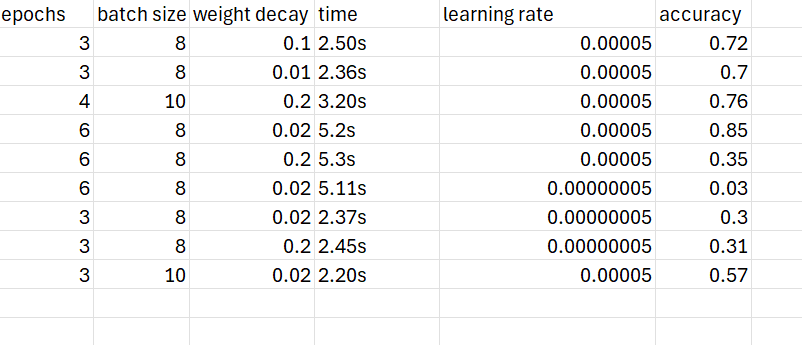 epochs batch size weight decay time learning rate accuracy
3 8 0.1 2.50s 0.00005 0.72
3 8 0.01 2.36s 0.00005 0.7
4 10 0.2 3.20s 0.00005 0.76
6 8 0.02 5.2s 0.00005 0.85
6 8 0.2 5.3s 0.00005 0.35
6 8 0.02 5.11s 0.00000005 0.03
3 8 0.02 2.37s 0.00000005 0.3
3 8 0.2 2.45s 0.00000005 0.31
3 10 0.02 2.20s 0.00005 0.57